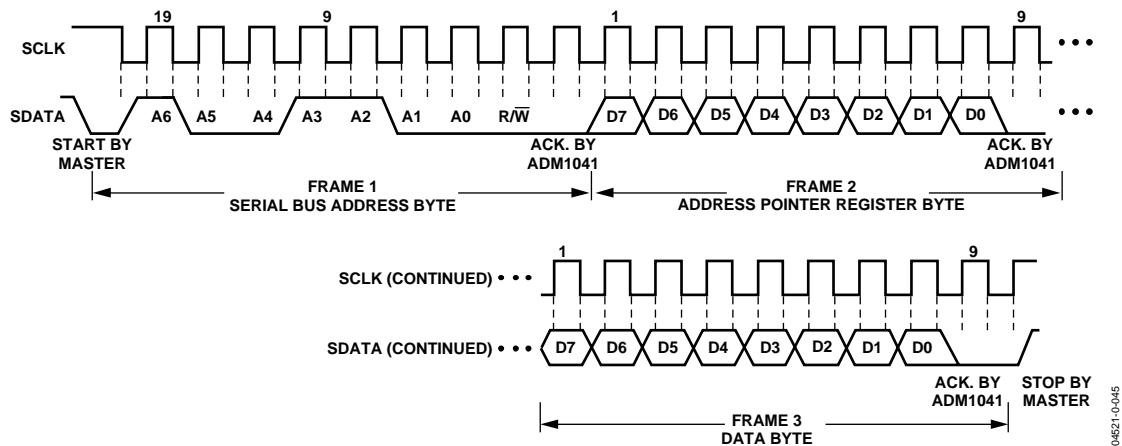 19 9 1 9
SCLK
SDATA A6 A5 A4 A3 A2 A1 A0 R/W̅ D7 D6 D5 D4 D3 D2 D1 D0
START BY
MASTER
ACK. BY
ADM1041
ACK. BY
ADM1041
FRAME 1
SERIAL BUS ADDRESS BYTE
FRAME 2
ADDRESS POINTER REGISTER BYTE
1 9
SCLK (CONTINUED)
SDATA (CONTINUED) D7 D6 D5 D4 D3 D2 D1 D0
ACK. BY
ADM1041
STOP BY
MASTER
FRAME 3
DATA BYTE
04521-0-045